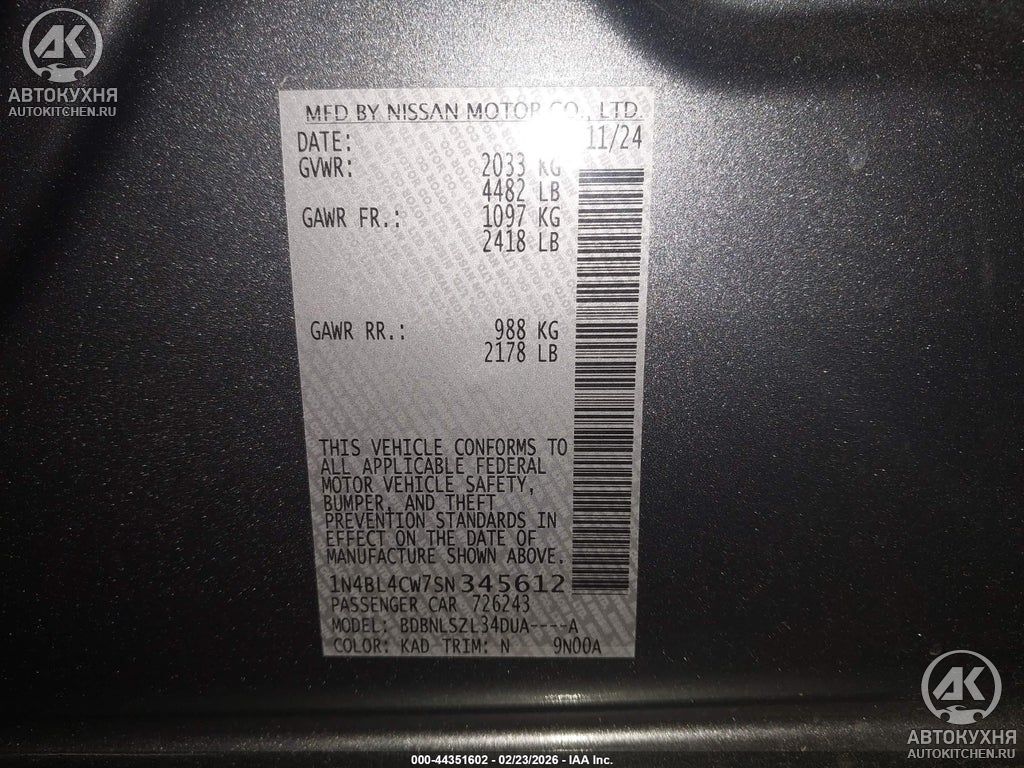 AK
АВТОКУХНЯ
AUTOKITCHEN.RU
MFD BY NISSAN MOTOR CO., LTD.
DATE: 11/24
GVWR: 2033 KG
4482 LB
GAWR FR.: 1097 KG
2418 LB
GAWR RR.: 988 KG
2178 LB
THIS VEHICLE CONFORMS TO
ALL APPLICABLE FEDERAL
MOTOR VEHICLE SAFETY,
BUMPER, AND THEFT
PREVENTION STANDARDS IN
EFFECT ON THE DATE OF
MANUFACTURE SHOWN ABOVE.
1N4BL4CW7SN345612
PASSENGER CAR 726243
MODEL: BDBNLSZL34DUA----A
COLOR: KAD TRIM: N 9N00A
AK
АВТОКУХНЯ
AUTOKITCHEN.RU
000-44351602 - 02/23/2026 - IAA Inc.